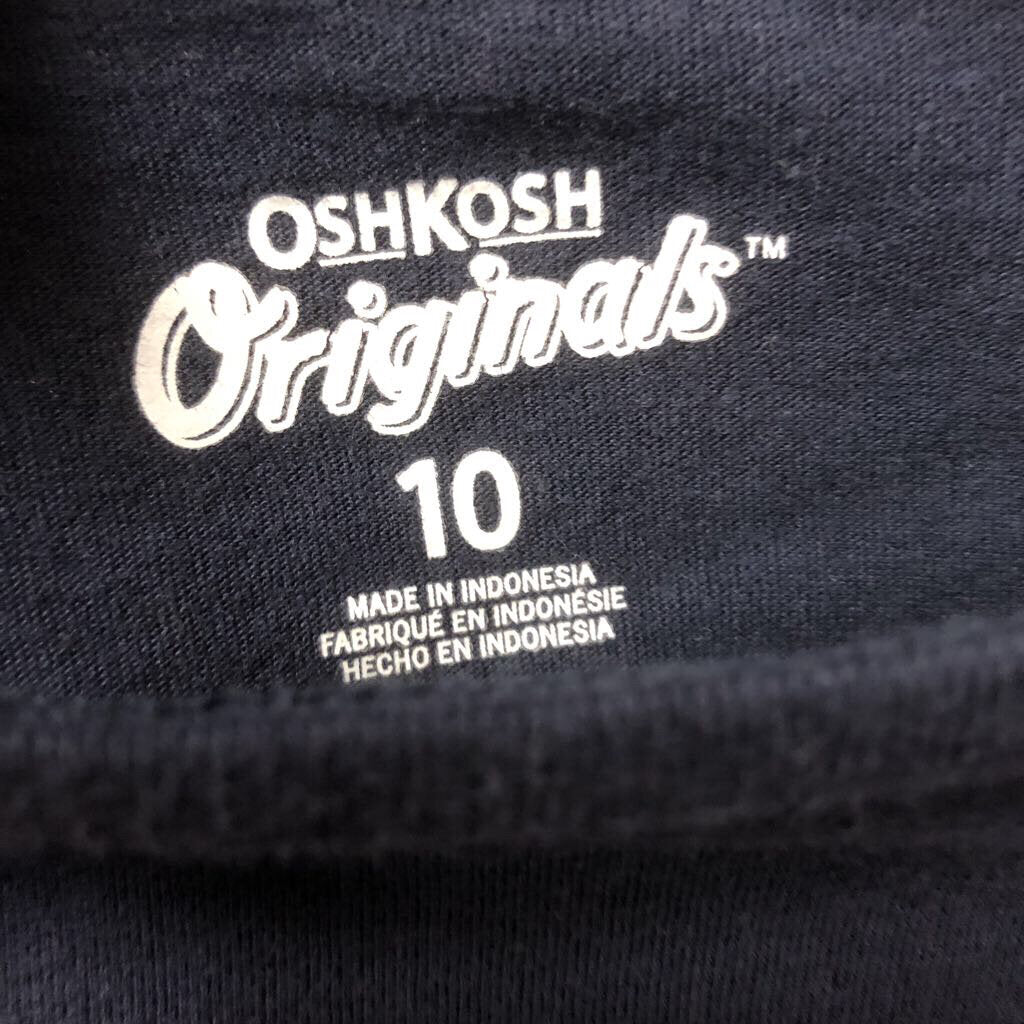 OSHKOSH
Originals™
10
MADE IN INDONESIA
FABRIQUÉ EN INDONÉSIE
HECHO EN INDONESIA